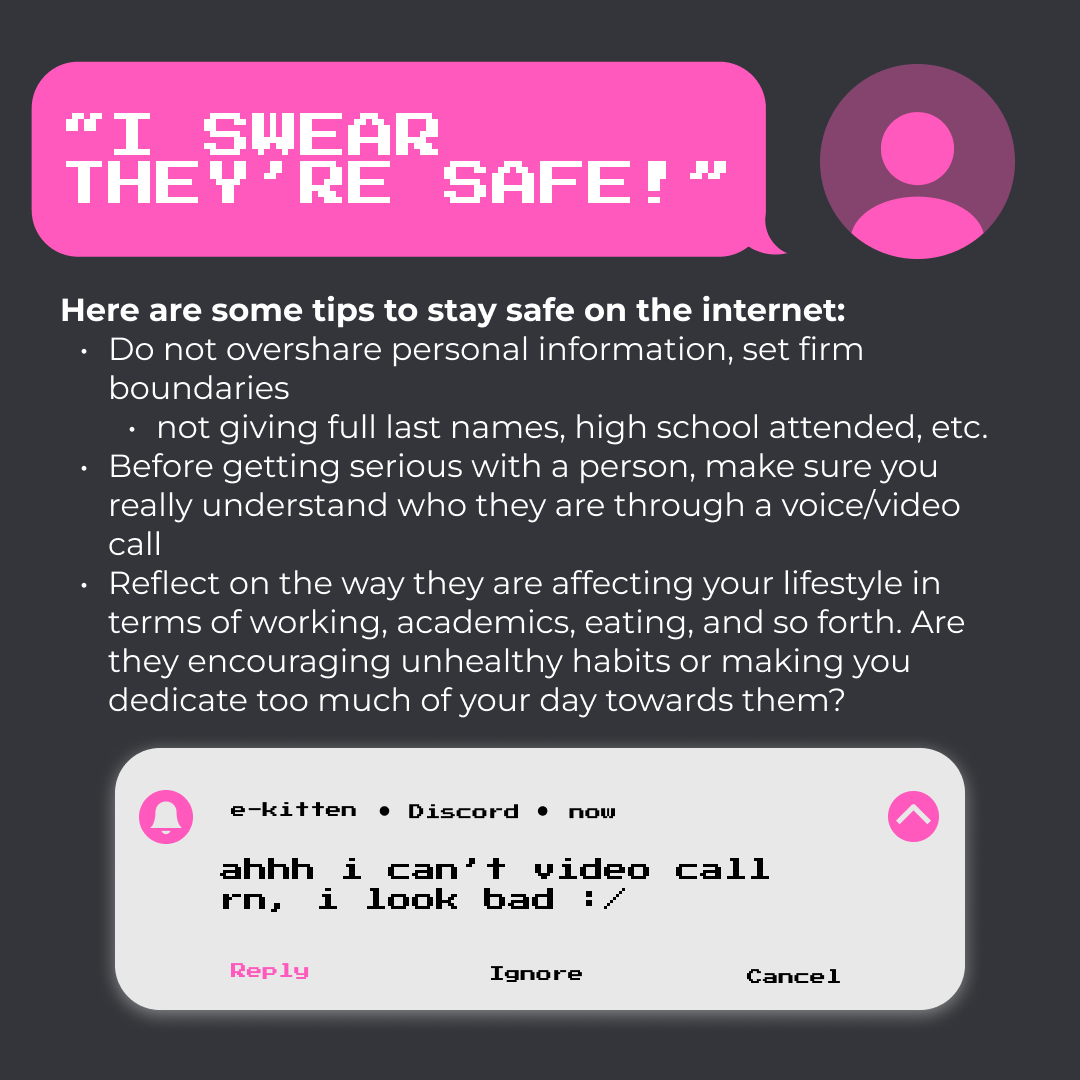 “I SWEAR
THEY’RE SAFE!”
Here are some tips to stay safe on the internet:
• Do not overshare personal information, set firm
boundaries
• not giving full last names, high school attended, etc.
• Before getting serious with a person, make sure you
really understand who they are through a voice/video
call
• Reflect on the way they are affecting your lifestyle in
terms of working, academics, eating, and so forth. Are
they encouraging unhealthy habits or making you
dedicate too much of your day towards them?
e-kitten • Discord • now
ahhh i can’t video call
rn, i look bad :/
Reply Ignore Cancel